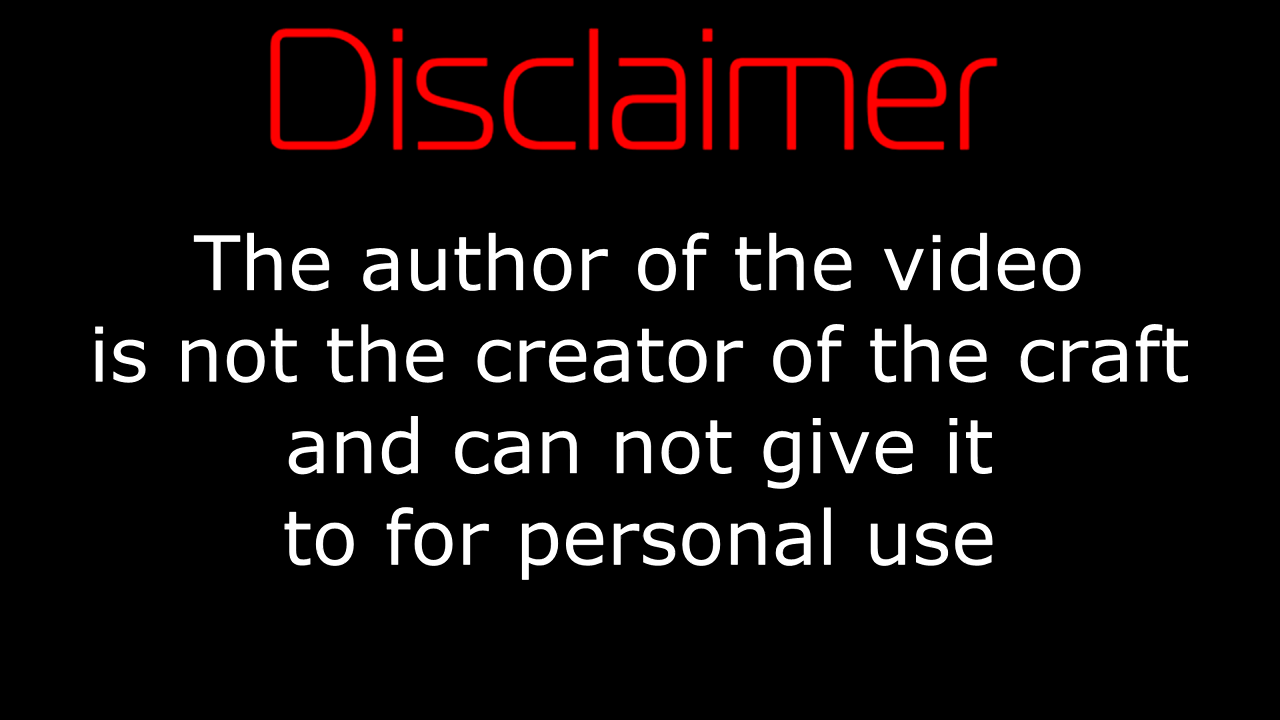 Disclaimer
The author of the video
is not the creator of the craft
and can not give it
to for personal use